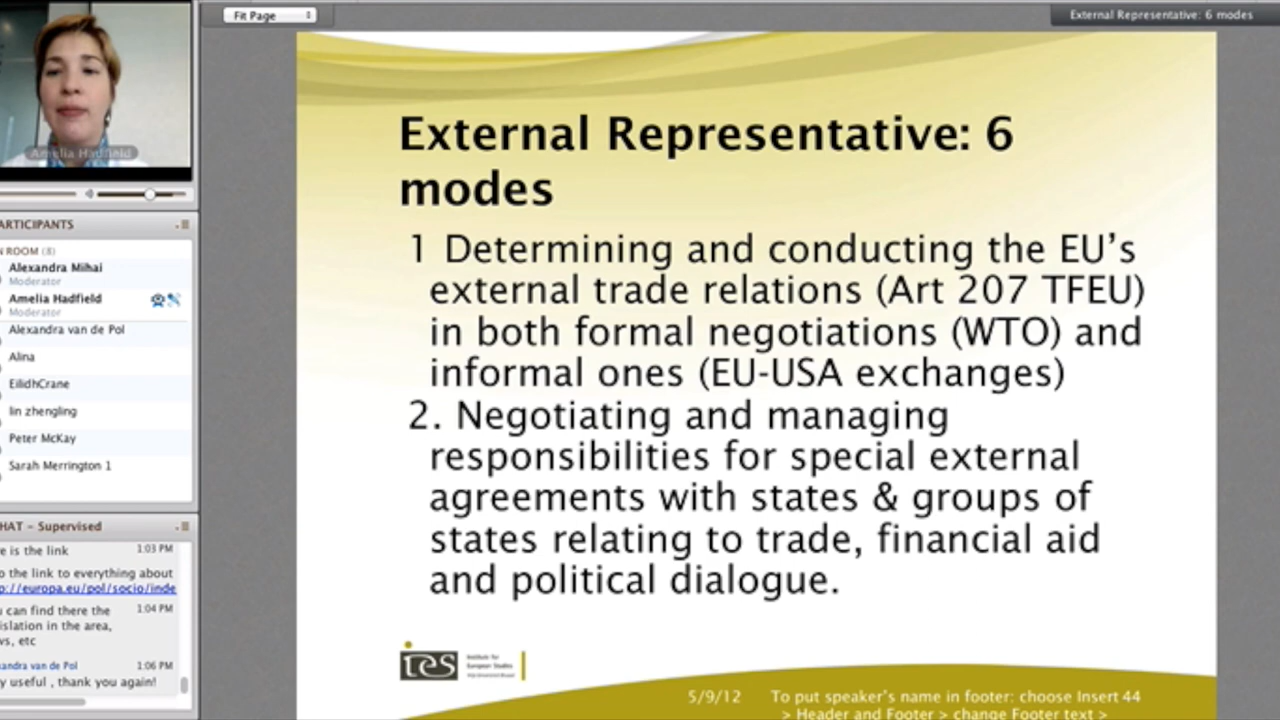 Fit Page
External Representative: 6 modes
Amelia Hadfield
ARTICIPANTS
N ROOM (8)
Alexandra Mihai
Moderator
Amelia Hadfield
Moderator
Alexandra van de Pol
Alina
EilidhCrane
lin zhengling
Peter McKay
Sarah Merrington 1
HAT - Supervised
e is the link 1:03 PM
o the link to everything about
p://europa.eu/pol/socio/inde
u can find there the 1:04 PM
islation in the area,
vs, etc
andra van de Pol 1:06 PM
y useful , thank you again!
External Representative: 6
modes
1 Determining and conducting the EU's
external trade relations (Art 207 TFEU)
in both formal negotiations (WTO) and
informal ones (EU-USA exchanges)
2. Negotiating and managing
responsibilities for special external
agreements with states & groups of
states relating to trade, financial aid
and political dialogue.
ies
Institute for
European Studies
5/9/12 To put speaker's name in footer: choose Insert 44
> Header and Footer > change Footer text >